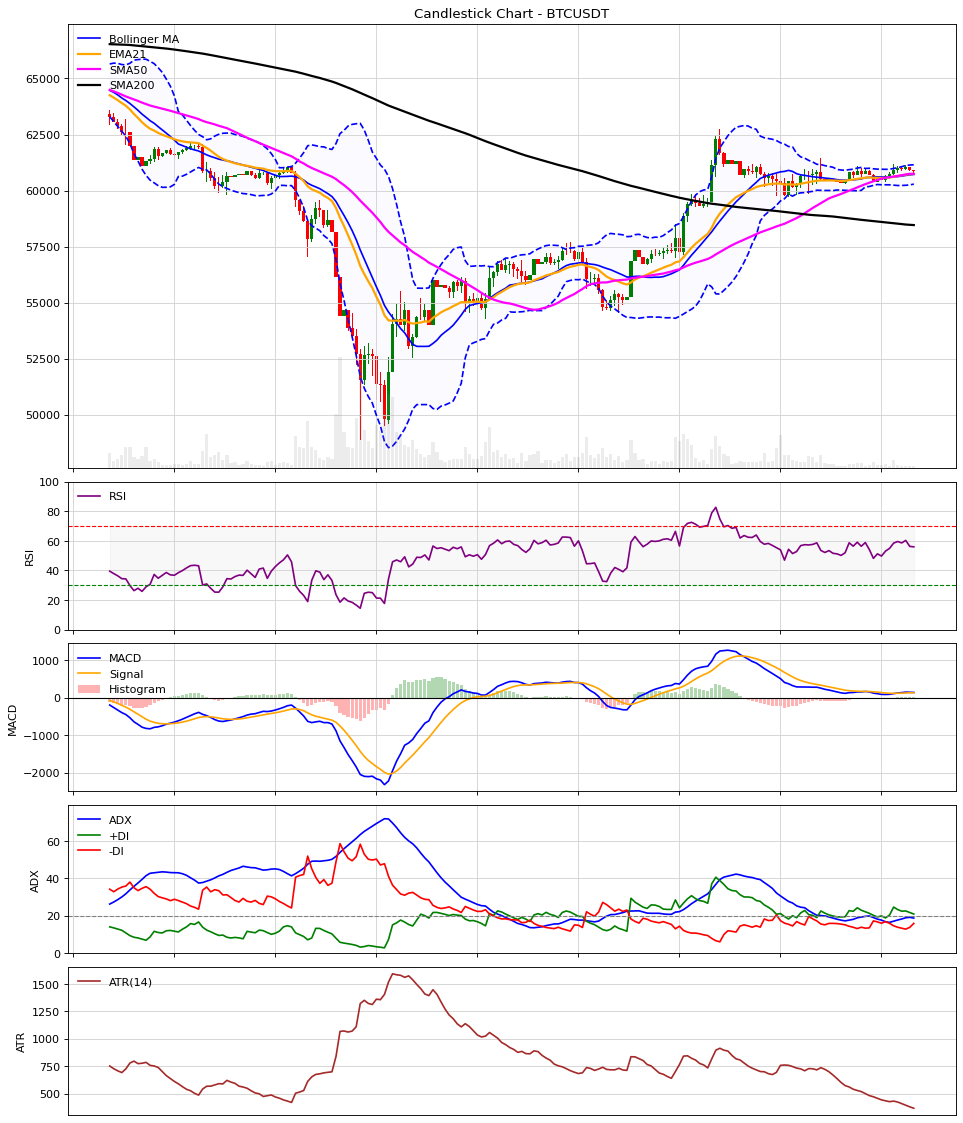 Candlestick Chart - BTCUSDT
Bollinger MA
EMA21
SMA50
SMA200
65000
62500
60000
57500
55000
52500
50000
RSI
100
80
60
40
20
0
RSI
MACD
Signal
Histogram
1000
0
−1000
−2000
MACD
ADX
+DI
-DI
60
40
20
0
ADX
ATR(14)
1500
1250
1000
750
500
ATR